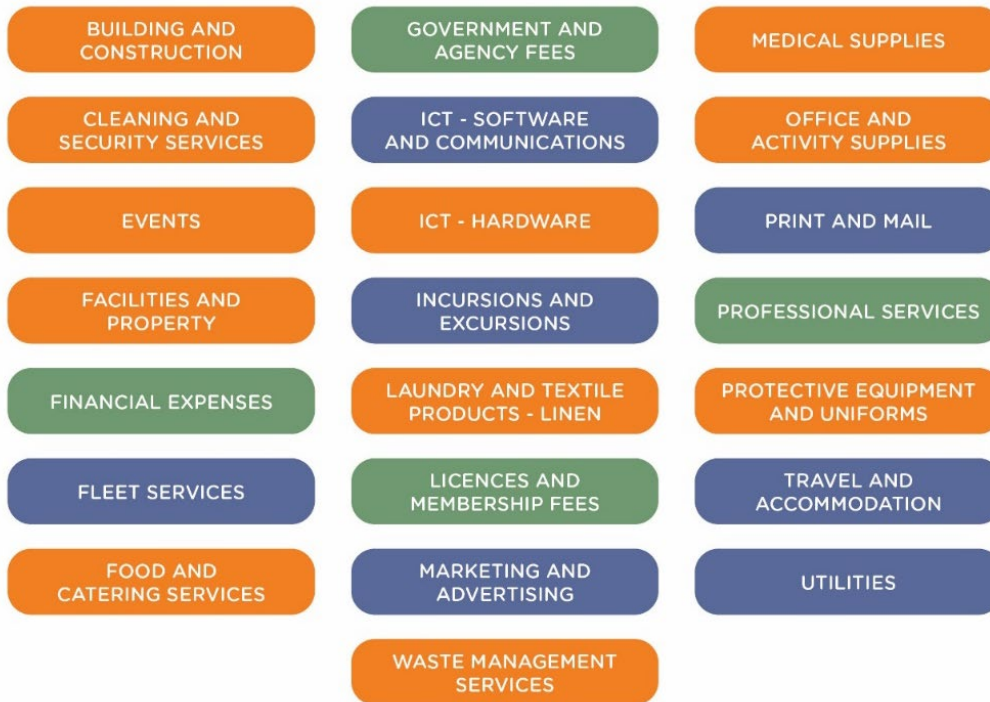 BUILDING AND
CONSTRUCTION
GOVERNMENT AND
AGENCY FEES
MEDICAL SUPPLIES
CLEANING AND
SECURITY SERVICES
ICT - SOFTWARE
AND COMMUNICATIONS
OFFICE AND
ACTIVITY SUPPLIES
EVENTS
ICT - HARDWARE
PRINT AND MAIL
FACILITIES AND
PROPERTY
INCURSIONS AND
EXCURSIONS
PROFESSIONAL SERVICES
FINANCIAL EXPENSES
LAUNDRY AND TEXTILE
PRODUCTS - LINEN
PROTECTIVE EQUIPMENT
AND UNIFORMS
FLEET SERVICES
LICENCES AND
MEMBERSHIP FEES
TRAVEL AND
ACCOMMODATION
FOOD AND
CATERING SERVICES
MARKETING AND
ADVERTISING
UTILITIES
WASTE MANAGEMENT
SERVICES